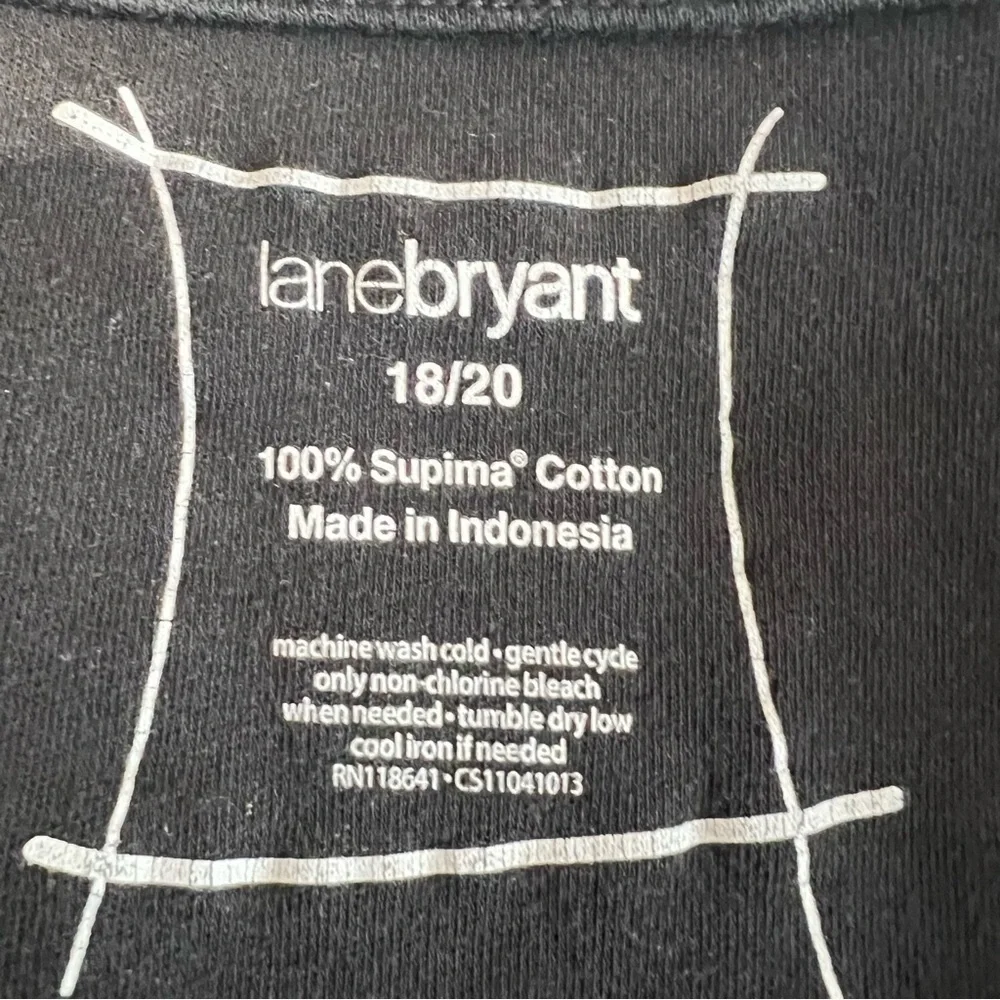 lanebryant
18/20
100% Supima® Cotton
Made in Indonesia
machine wash cold • gentle cycle
only non-chlorine bleach
when needed • tumble dry low
cool iron if needed
RN118641 • CS11041013